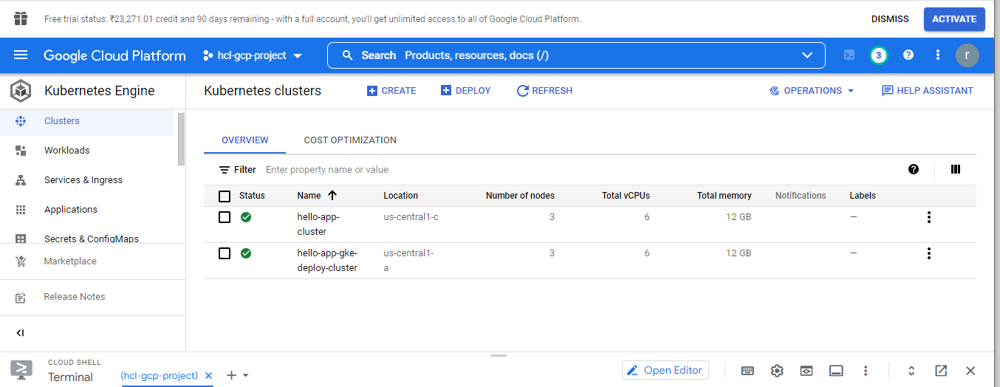 Free trial status: ₹23,271.01 credit and 90 days remaining - with a full account, you'll get unlimited access to all of Google Cloud Platform.
DISMISS
ACTIVATE
Google Cloud Platform
hcl-gcp-project
Search Products, resources, docs (/)
3
?
r
Kubernetes Engine
Kubernetes clusters
CREATE
DEPLOY
REFRESH
OPERATIONS
HELP ASSISTANT
Clusters
Workloads
Services & Ingress
Applications
Secrets & ConfigMaps
Marketplace
Release Notes
OVERVIEW
COST OPTIMIZATION
Filter Enter property name or value
?
Status Name Location Number of nodes Total vCPUs Total memory Notifications Labels
hello-app- us-central1-c 3 6 12 GB —
cluster
hello-app-gke- us-central1- 3 6 12 GB —
deploy-cluster a
CLOUD SHELL
Terminal
(hcl-gcp-project)
Open Editor